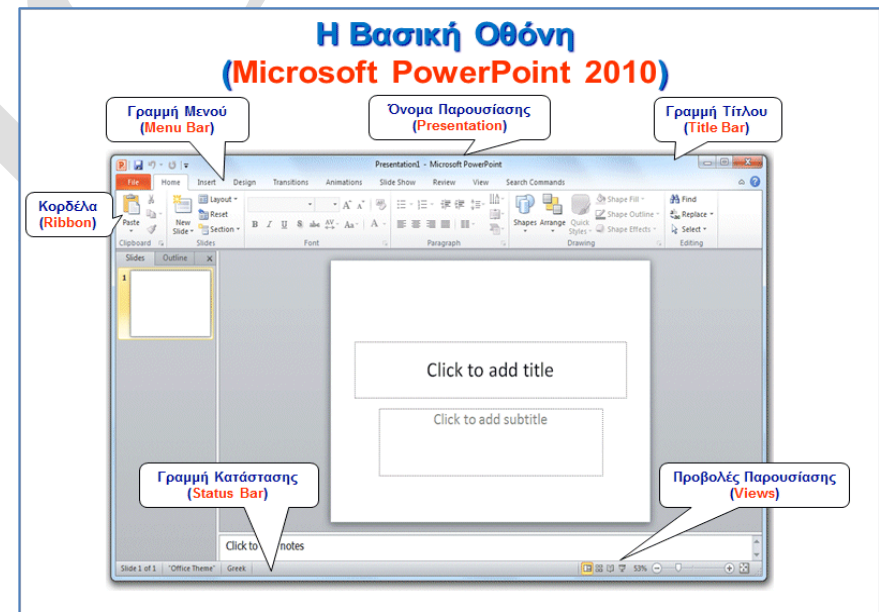 Η Βασική Οθόνη
(Microsoft PowerPoint 2010)
Γραμμή Μενού
(Menu Bar)
Όνομα Παρουσίασης
(Presentation)
Γραμμή Τίτλου
(Title Bar)
Κορδέλα
(Ribbon)
Presentation1 - Microsoft PowerPoint
File Home Insert Design Transitions Animations Slide Show Review View Search Commands
Paste
New
Slide
Layout
Reset
Section
Shapes Arrange Quick
Styles
Shape Fill
Shape Outline
Shape Effects
Find
Replace
Select
Clipboard Slides Font Paragraph Drawing Editing
Slides Outline
1
Click to add title
Click to add subtitle
Γραμμή Κατάστασης
(Status Bar)
Προβολές Παρουσίασης
(Views)
Click to notes
Slide 1 of 1 "Office Theme" Greek 53%